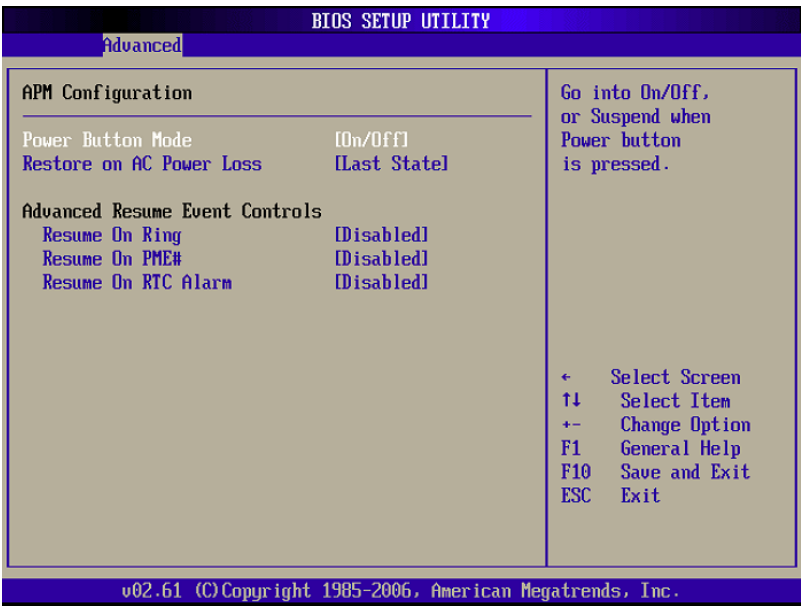 BIOS SETUP UTILITY
Advanced
APM Configuration
Power Button Mode [On/Off]
Restore on AC Power Loss [Last State]
Advanced Resume Event Controls
Resume On Ring [Disabled]
Resume On PME# [Disabled]
Resume On RTC Alarm [Disabled]
Go into On/Off,
or Suspend when
Power button
is pressed.
← Select Screen
↑↓ Select Item
+- Change Option
F1 General Help
F10 Save and Exit
ESC Exit
v02.61 (C)Copyright 1985-2006, American Megatrends, Inc.